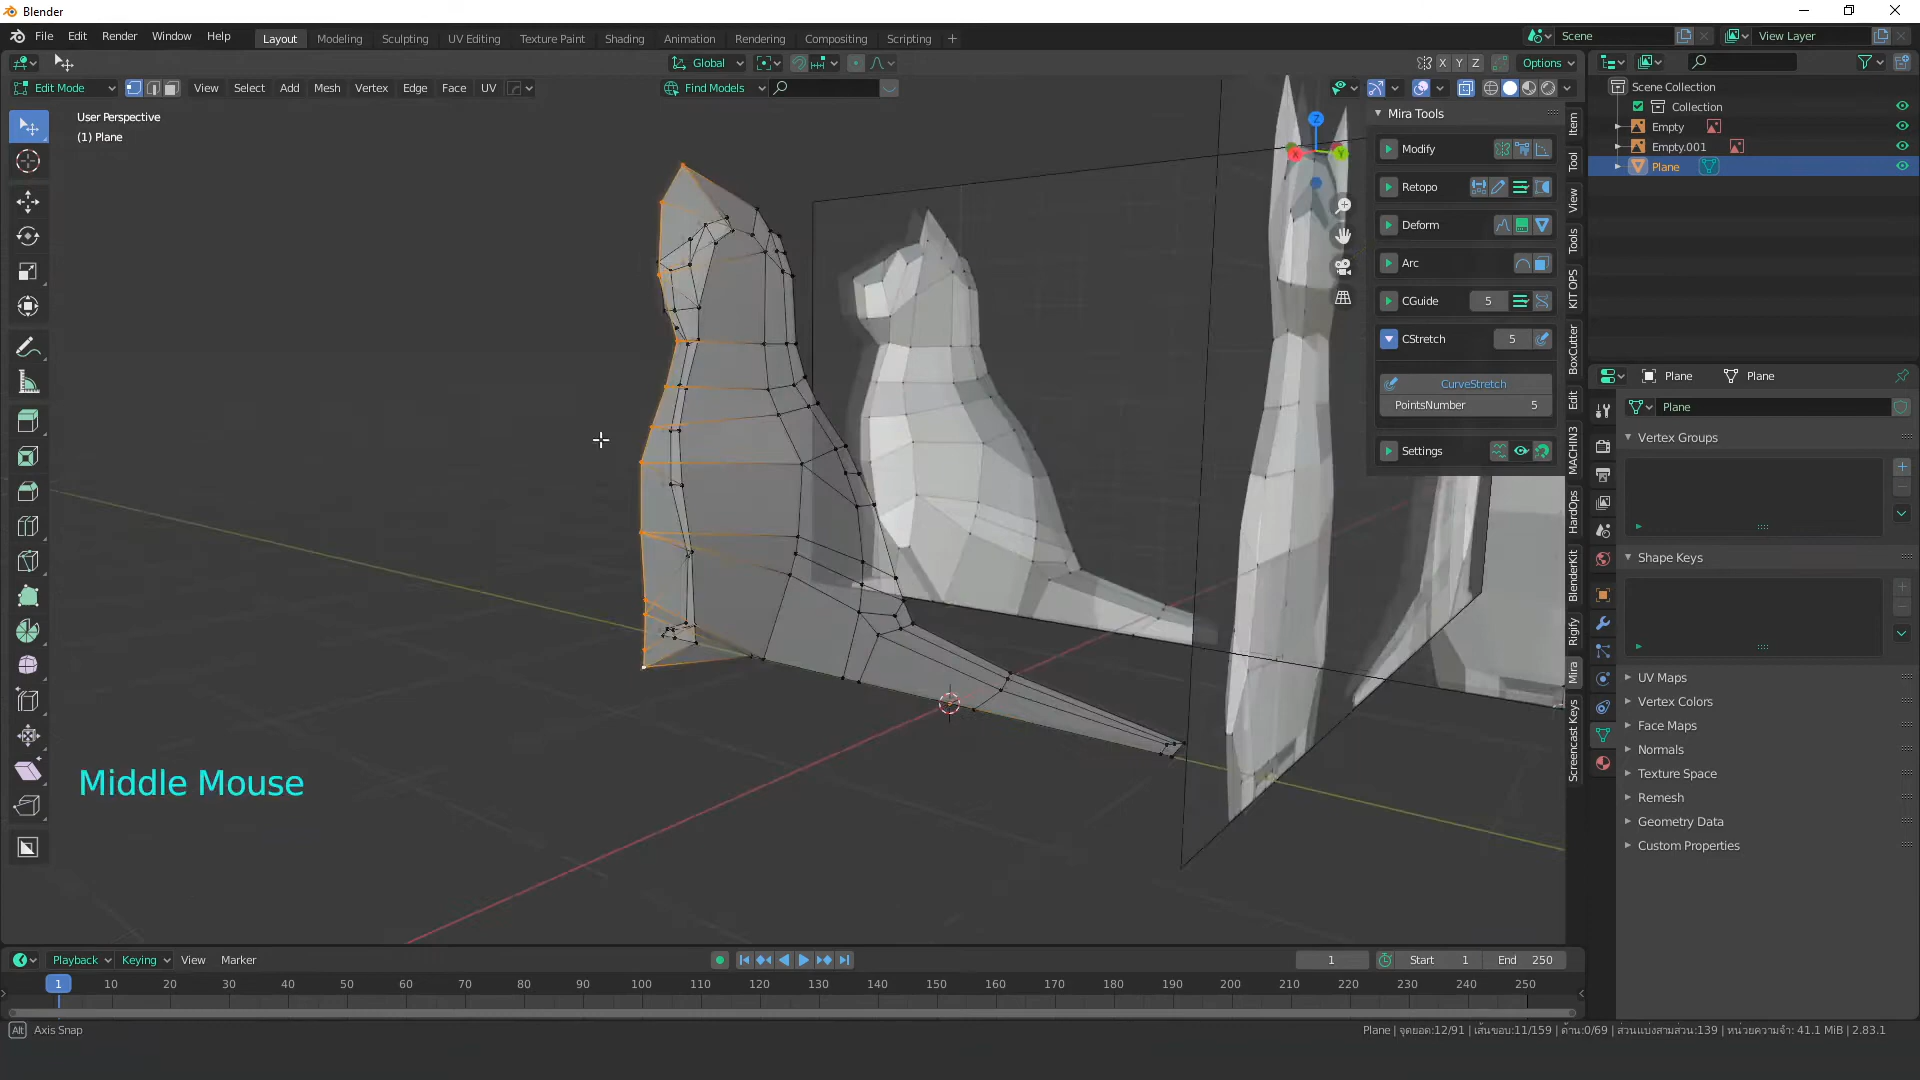 Blender
File Edit Render Window Help
Layout Modeling Sculpting UV Editing Texture Paint Shading Animation Rendering Compositing Scripting +
Scene
View Layer
Global
X Y Z
Options
Edit Mode
View Select Add Mesh Vertex Edge Face UV
Find Models
User Perspective
(1) Plane
Mira Tools
Modify
Retopo
Deform
Arc
CGuide 5
CStretch 5
CurveStretch
PointsNumber 5
Settings
Z
X
Y
Item
Tool
View
Tools
KIT OPS
BoxCutter
Edit
MACHIN3
HardOps
BlenderKit
Rigify
Mira
Screencast Keys
Scene Collection
Collection
Empty
Empty.001
Plane
Plane
Plane
Plane
Vertex Groups
Shape Keys
UV Maps
Vertex Colors
Face Maps
Normals
Texture Space
Remesh
Geometry Data
Custom Properties
Middle Mouse
Playback Keying View Marker
1
Start 1
End 250
1 10 20 30 40 50 60 70 80 90 100 110 120 130 140 150 160 170 180 190 200 210 220 230 240 250
Alt Axis Snap
Plane | จุดยอด:12/91 | เส้นขอบ:11/159 | ด้าน:0/69 | ส่วนแบ่งสามส่วน:139 | หน่วยความจำ: 41.1 MiB | 2.83.1